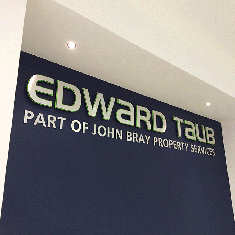 EDWARD TAUB
PART OF JOHN BRAY PROPERTY SERVICES